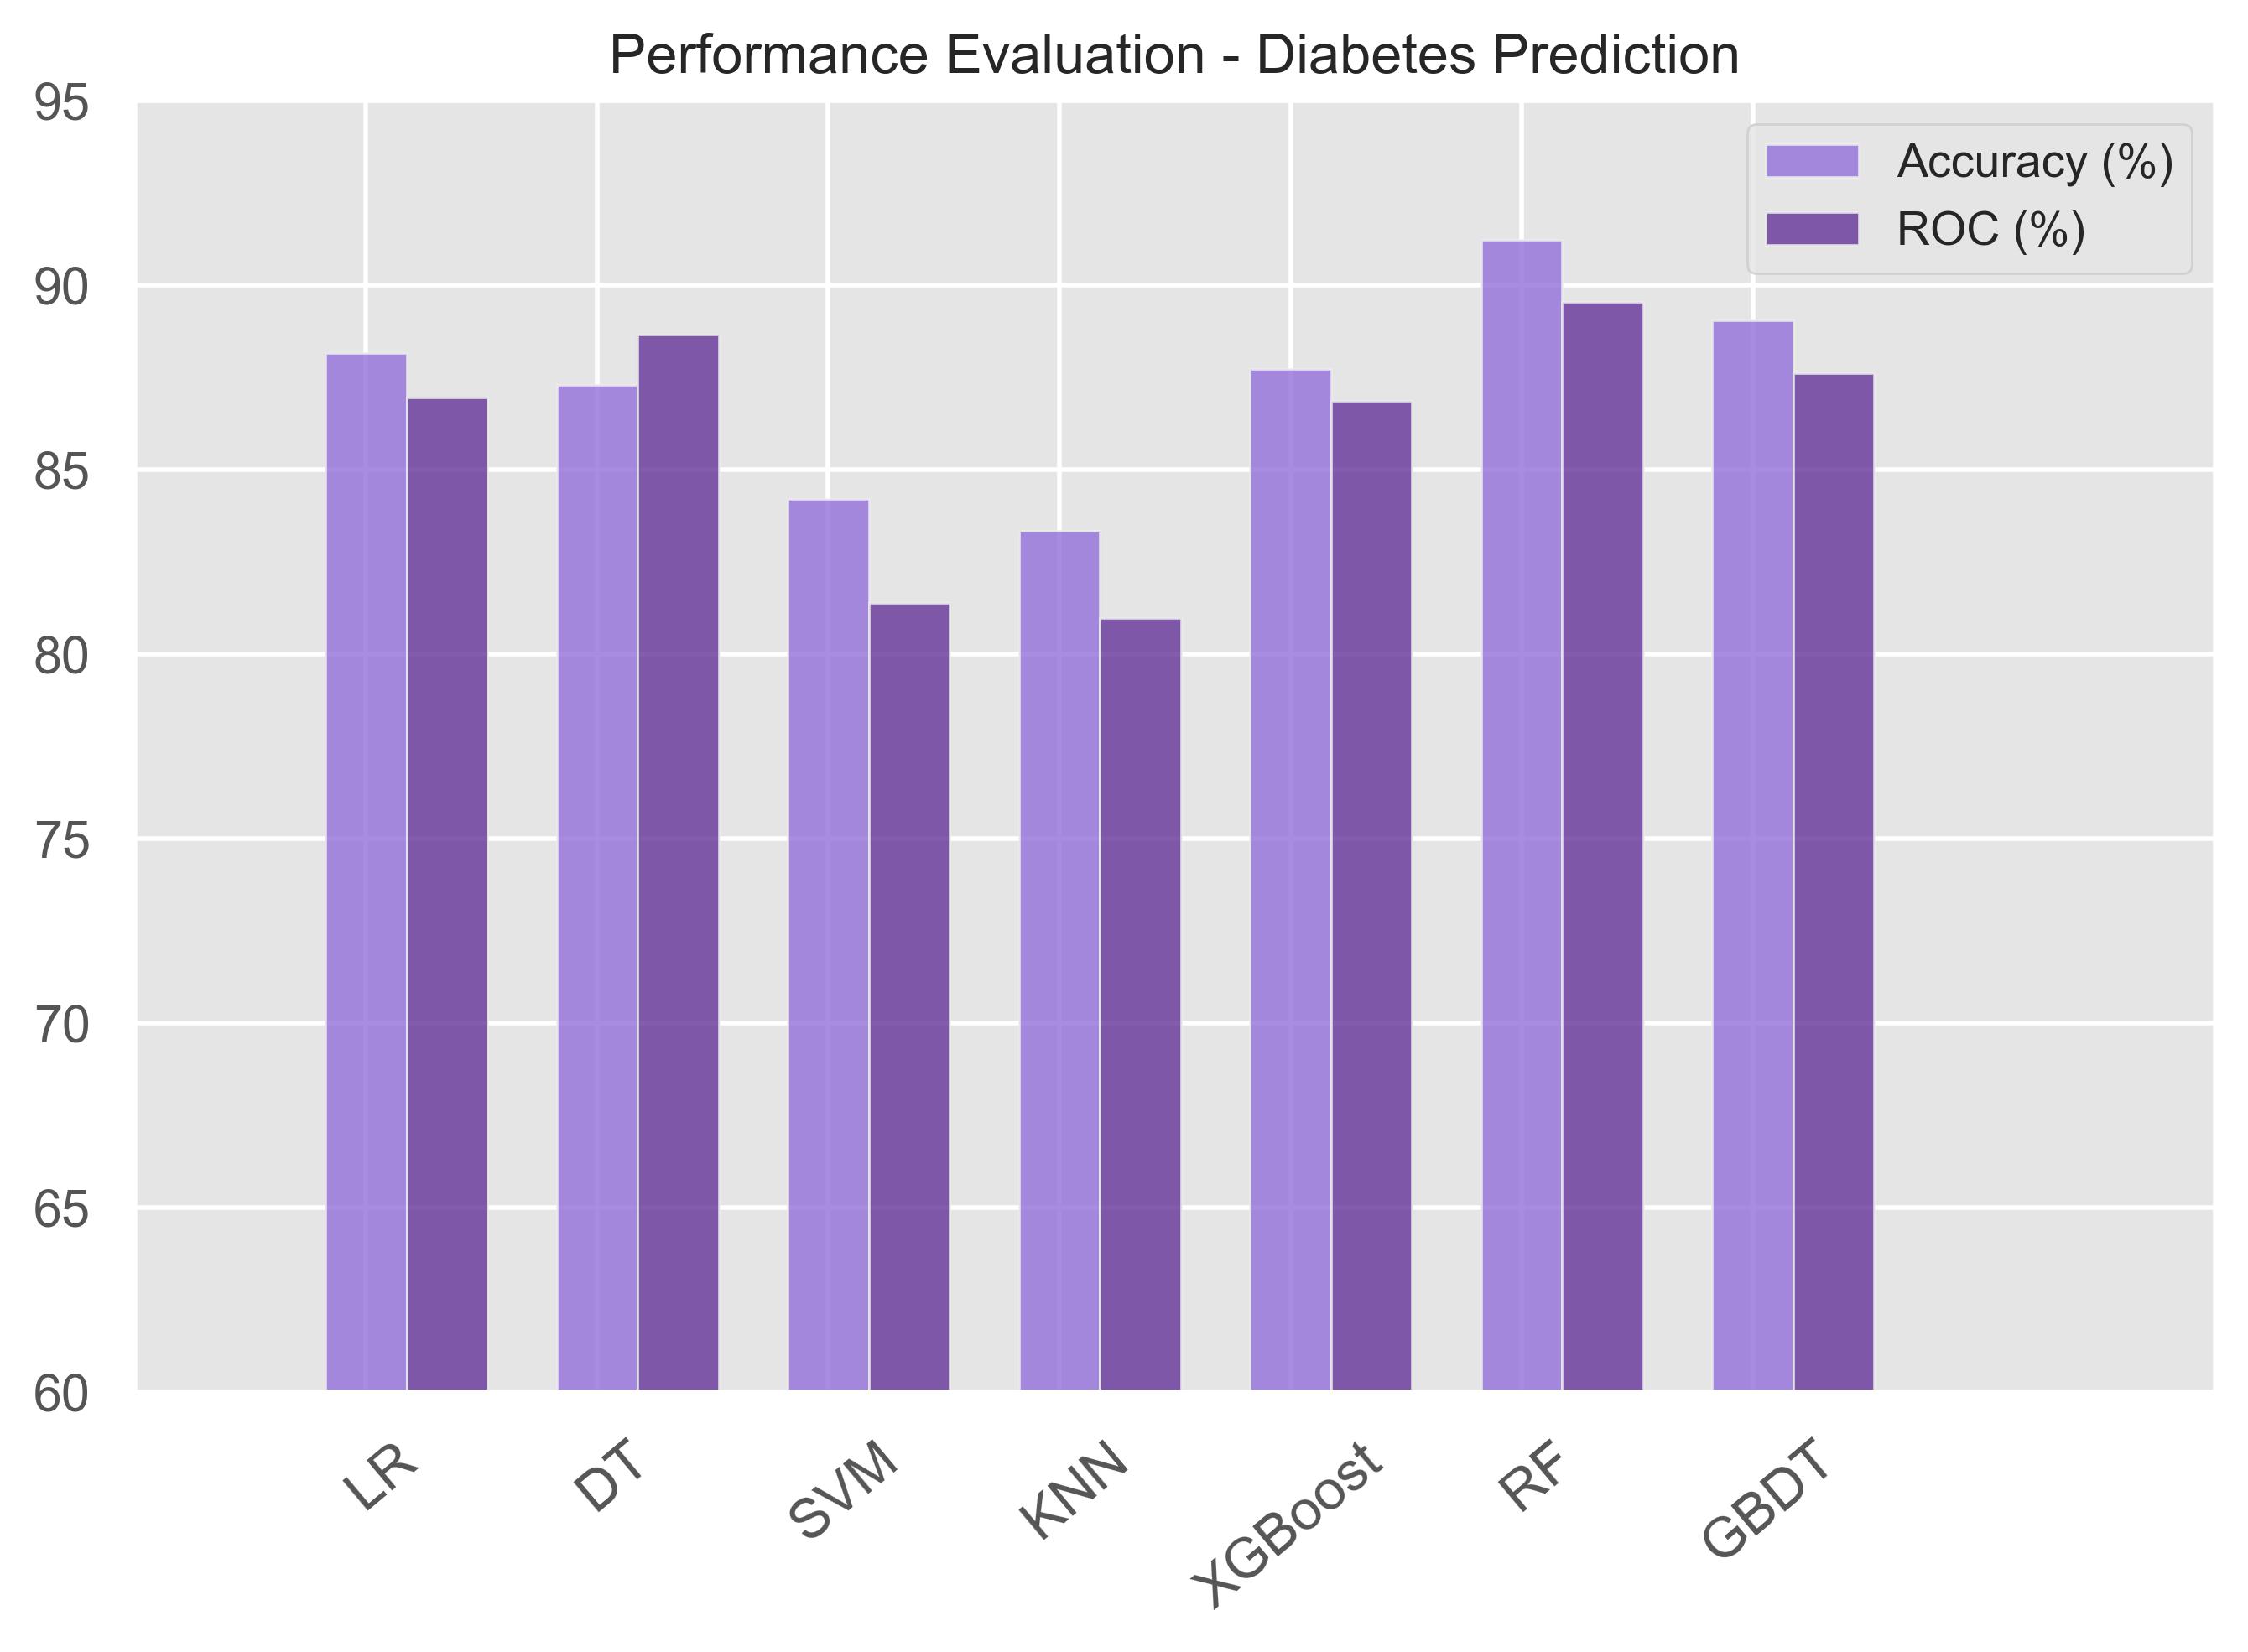 Performance Evaluation - Diabetes Prediction
95
90
85
80
75
70
65
60
Accuracy (%)
ROC (%)
LR
DT
SVM
KNN
XGBoost
RF
GBDT